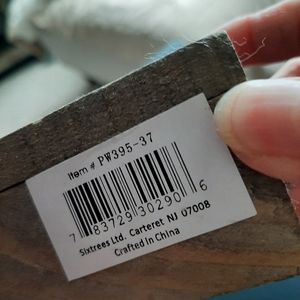 Item # PW395-37
7 83729 30290 6
Sixtrees Ltd. Carteret NJ 07008
Crafted In China